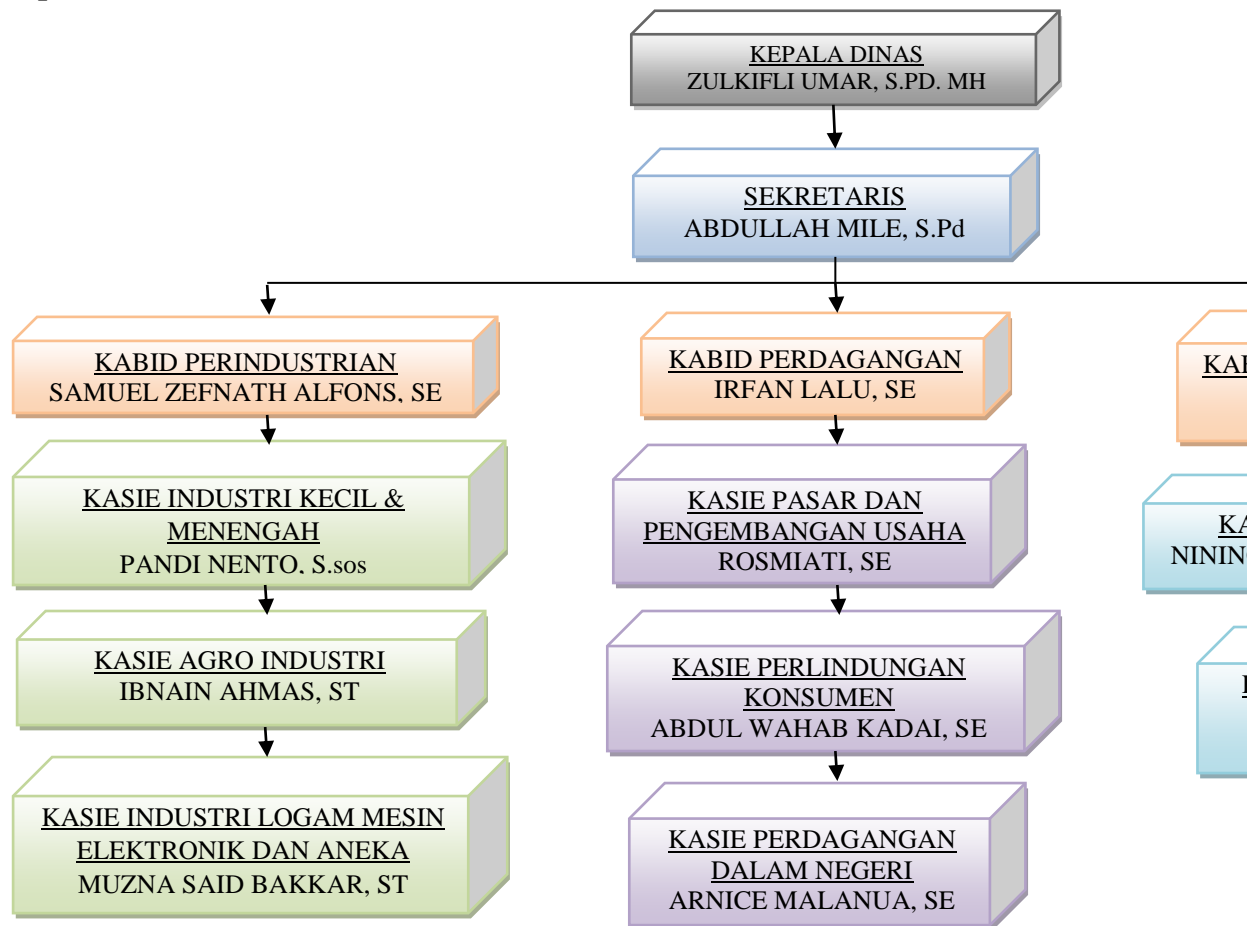 KEPALA DINAS
ZULKIFLI UMAR, S.PD. MH
SEKRETARIS
ABDULLAH MILE, S.Pd
KABID PERINDUSTRIAN
SAMUEL ZEFNATH ALFONS, SE
KASIE INDUSTRI KECIL &
MENENGAH
PANDI NENTO, S.sos
KASIE AGRO INDUSTRI
IBNAIN AHMAS, ST
KASIE INDUSTRI LOGAM MESIN
ELEKTRONIK DAN ANEKA
MUZNA SAID BAKKAR, ST
KABID PERDAGANGAN
IRFAN LALU, SE
KASIE PASAR DAN
PENGEMBANGAN USAHA
ROSMIATI, SE
KASIE PERLINDUNGAN
KONSUMEN
ABDUL WAHAB KADAI, SE
KASIE PERDAGANGAN
DALAM NEGERI
ARNICE MALANUA, SE